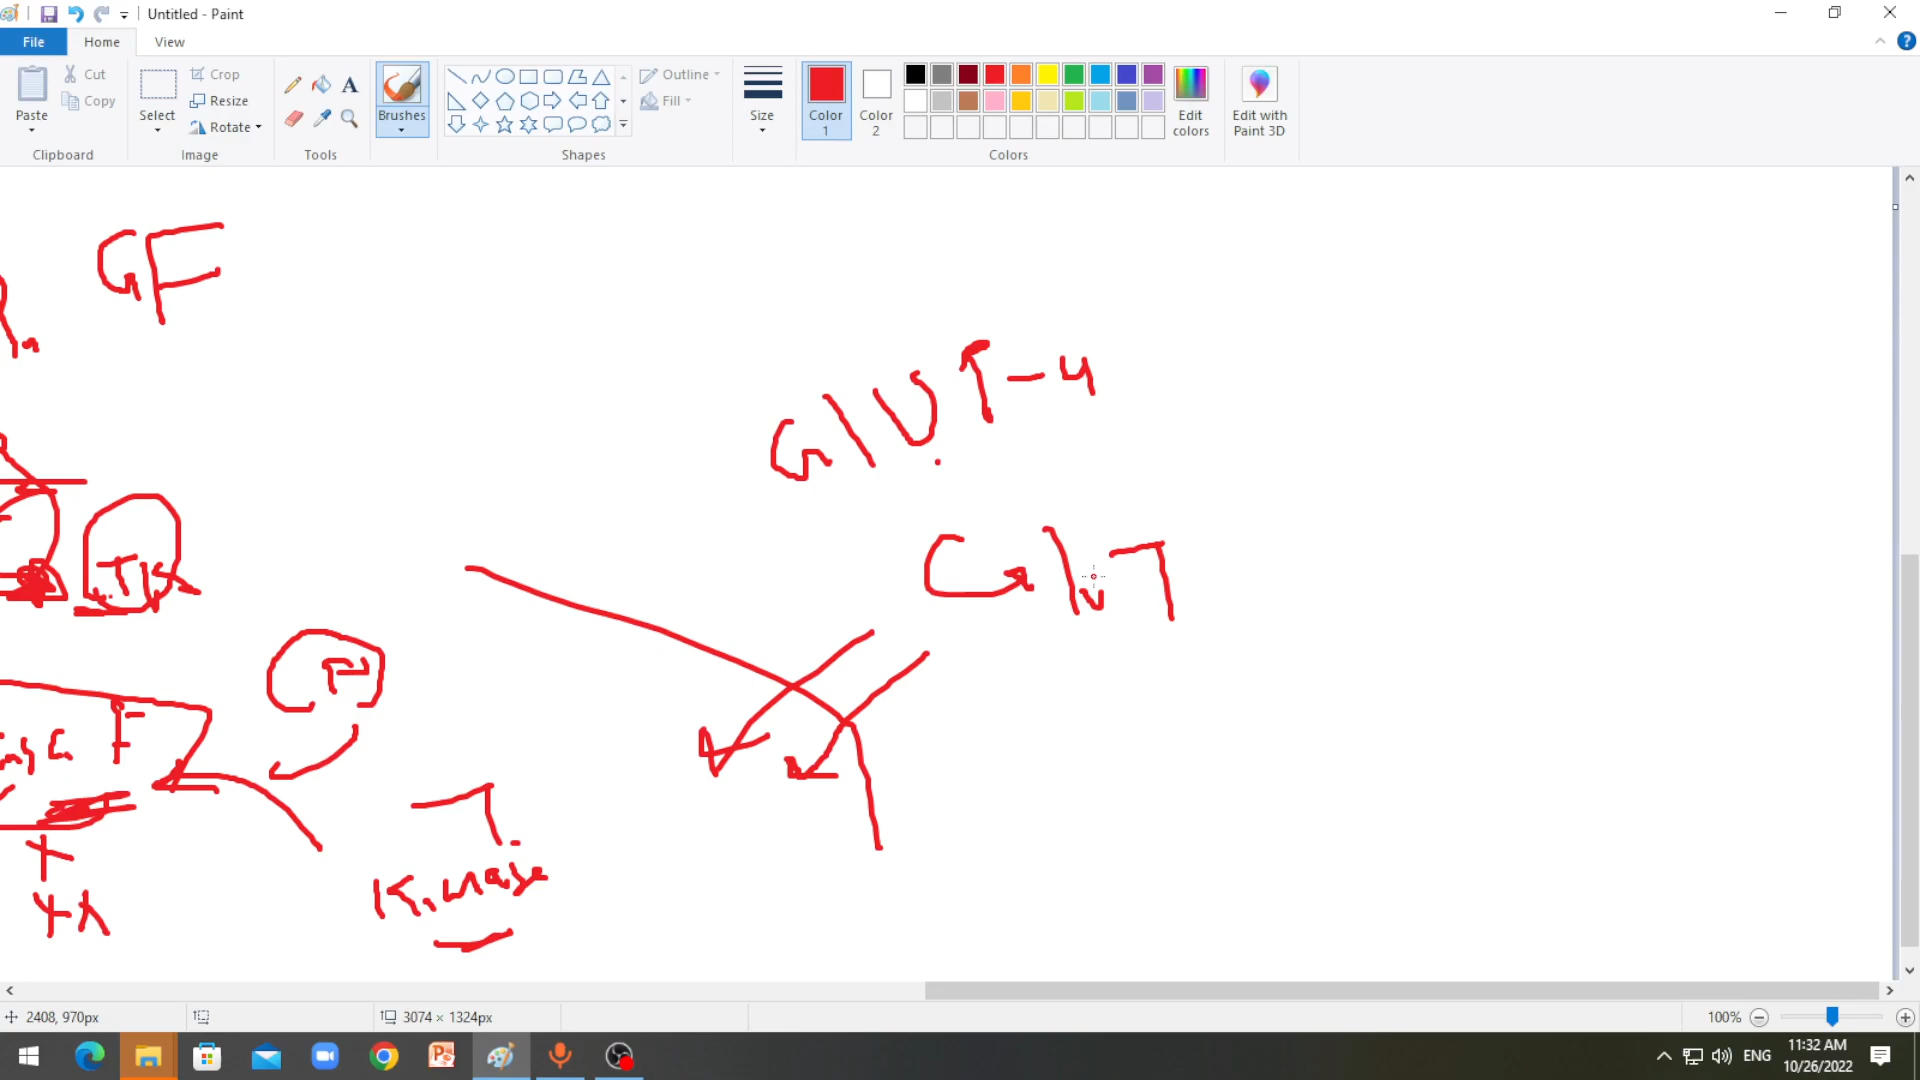 Untitled - Paint
File Home View
Paste
Cut
Copy
Clipboard
Select
Crop
Resize
Rotate
Image
Tools
Brushes
Shapes
Outline
Fill
Size
Color 1
Color 2
Edit colors
Colors
Edit with Paint 3D
GF
GlUT-4
TK
K.nase
2408, 970px
3074 × 1324px
100%
ENG
11:32 AM
10/26/2022